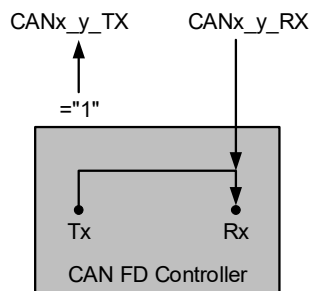 CANx_y_TX CANx_y_RX
="1"
Tx Rx
CAN FD Controller